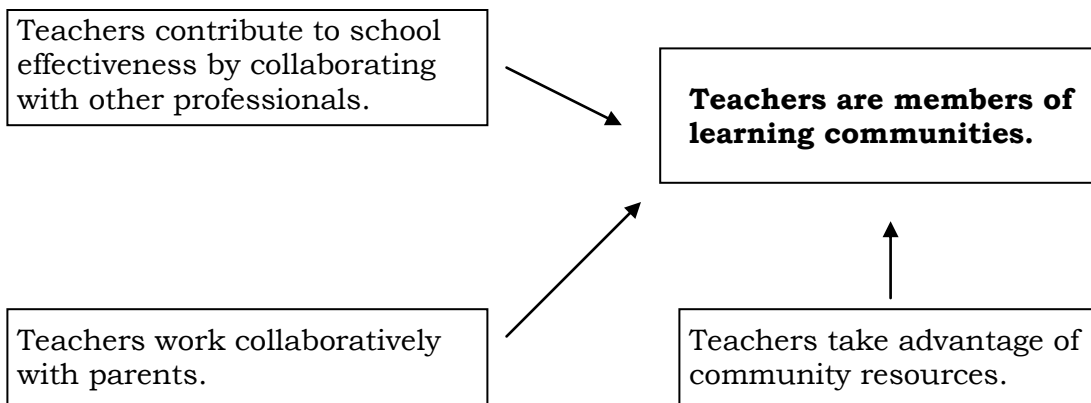 Teachers contribute to school
effectiveness by collaborating
with other professionals.
Teachers are members of
learning communities.
Teachers work collaboratively
with parents.
Teachers take advantage of
community resources.